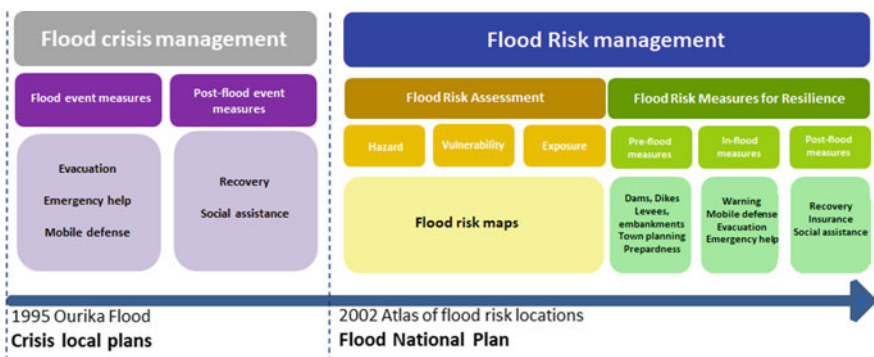 Flood crisis management
Flood Risk management
Flood event measures
Post-flood event
measures
Flood Risk Assessment
Flood Risk Measures for Resilience
Hazard
Vulnerability
Exposure
Pre-flood
measures
In-flood
measures
Post-flood
measures
Evacuation
Emergency help
Mobile defense
Recovery
Social assistance
Flood risk maps
Dams, Dikes
Levees,
embankments
Town planning
Prepardness
Warning
Mobile defense
Evacuation
Emergency help
Recovery
Insurance
Social assistance
1995 Ourika Flood
Crisis local plans
2002 Atlas of flood risk locations
Flood National Plan